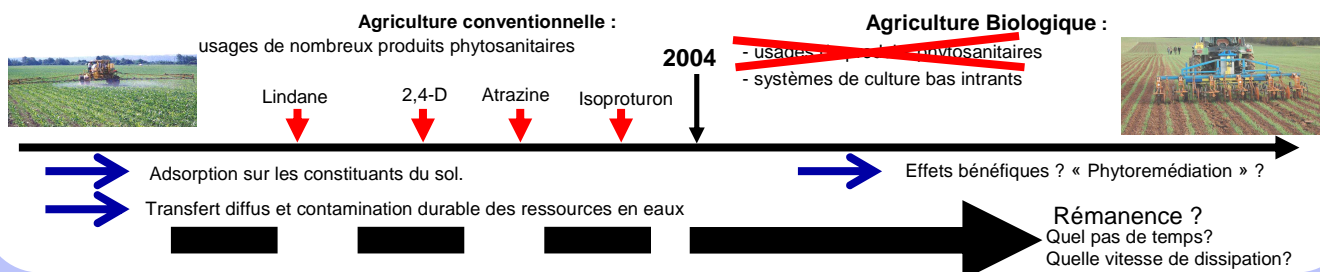 Agriculture conventionnelle :
usages de nombreux produits phytosanitaires
Agriculture Biologique :
- usages produits phytosanitaires
- systèmes de culture bas intrants
2004
Lindane
2,4-D
Atrazine
Isoproturon
Adsorption sur les constituants du sol.
Effets bénéfiques ? « Phytoremédiation » ?
Transfert diffus et contamination durable des ressources en eaux
Rémanence ?
Quel pas de temps?
Quelle vitesse de dissipation?